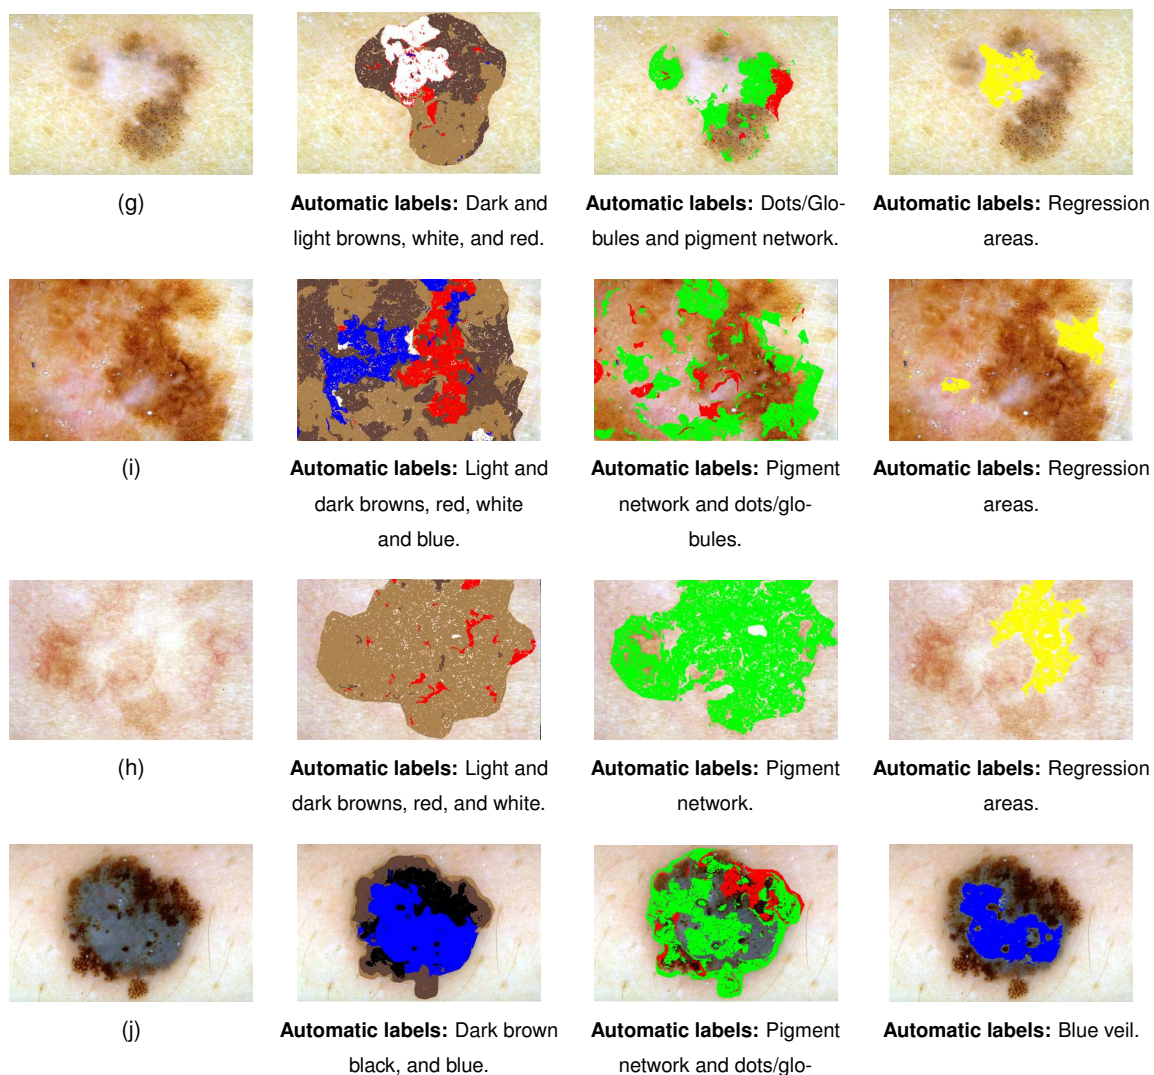 (g)
Automatic labels: Dark and
light browns, white, and red.
Automatic labels: Dots/Glo-
bules and pigment network.
Automatic labels: Regression
areas.
(i)
Automatic labels: Light and
dark browns, red, white
and blue.
Automatic labels: Pigment
network and dots/glo-
bules.
Automatic labels: Regression
areas.
(h)
Automatic labels: Light and
dark browns, red, and white.
Automatic labels: Pigment
network.
Automatic labels: Regression
areas.
(j)
Automatic labels: Dark brown
black, and blue.
Automatic labels: Pigment
network and dots/glo-
Automatic labels: Blue veil.